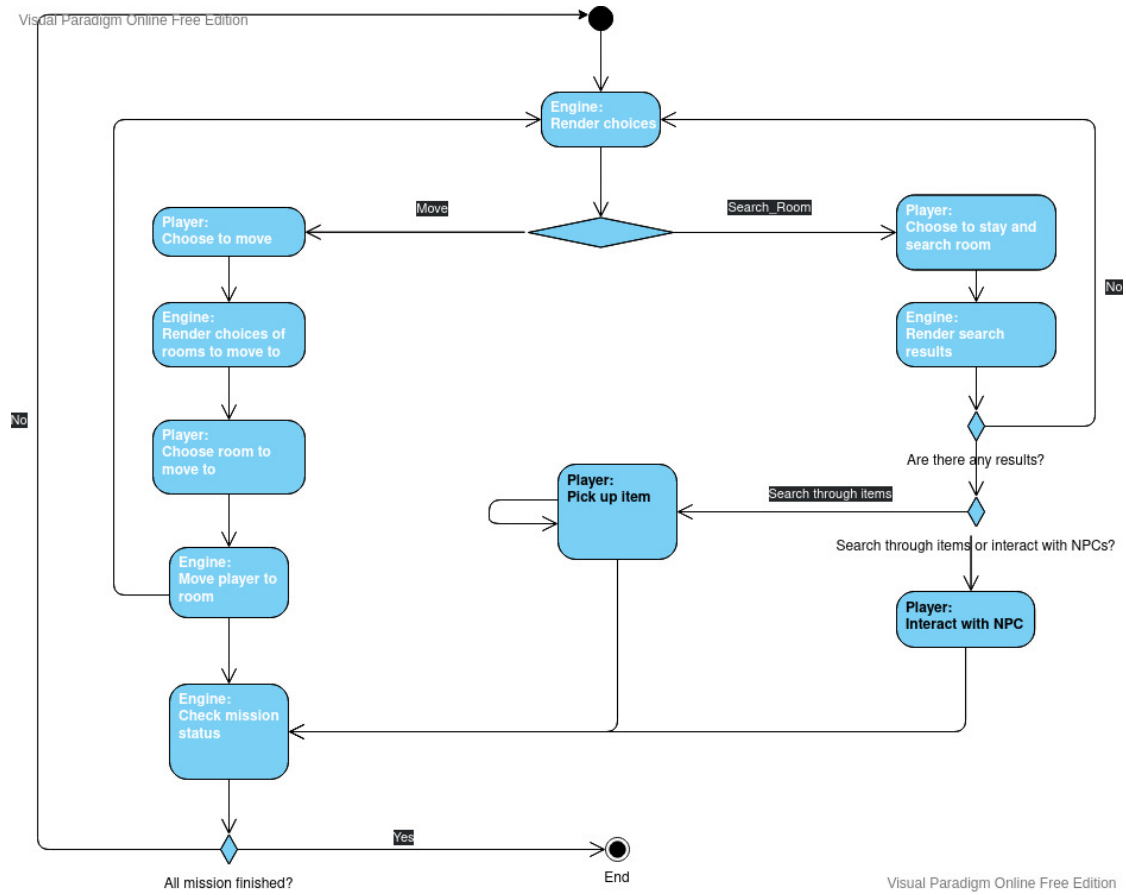 Visual Paradigm Online Free Edition
Engine:
Render choices
Move
Search_Room
Player:
Choose to move
Player:
Choose to stay and
search room
No
Engine:
Render choices of
rooms to move to
Engine:
Render search
results
No
Player:
Choose room to
move to
Are there any results?
Player:
Pick up item
Search through items
Search through items or interact with NPCs?
Engine:
Move player to
room
Player:
Interact with NPC
Engine:
Check mission
status
Yes
All mission finished?
End
Visual Paradigm Online Free Edition